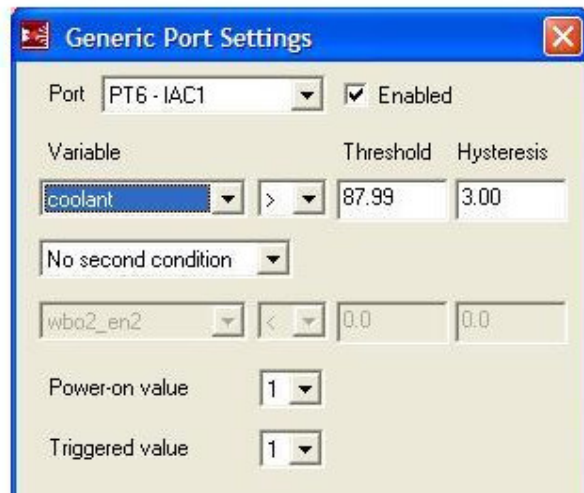 Generic Port Settings
Port PT6 - IAC1 Enabled
Variable Threshold Hysteresis
coolant > 87.99 3.00
No second condition
wbo2_en2 < 0.0 0.0
Power-on value 1
Triggered value 1